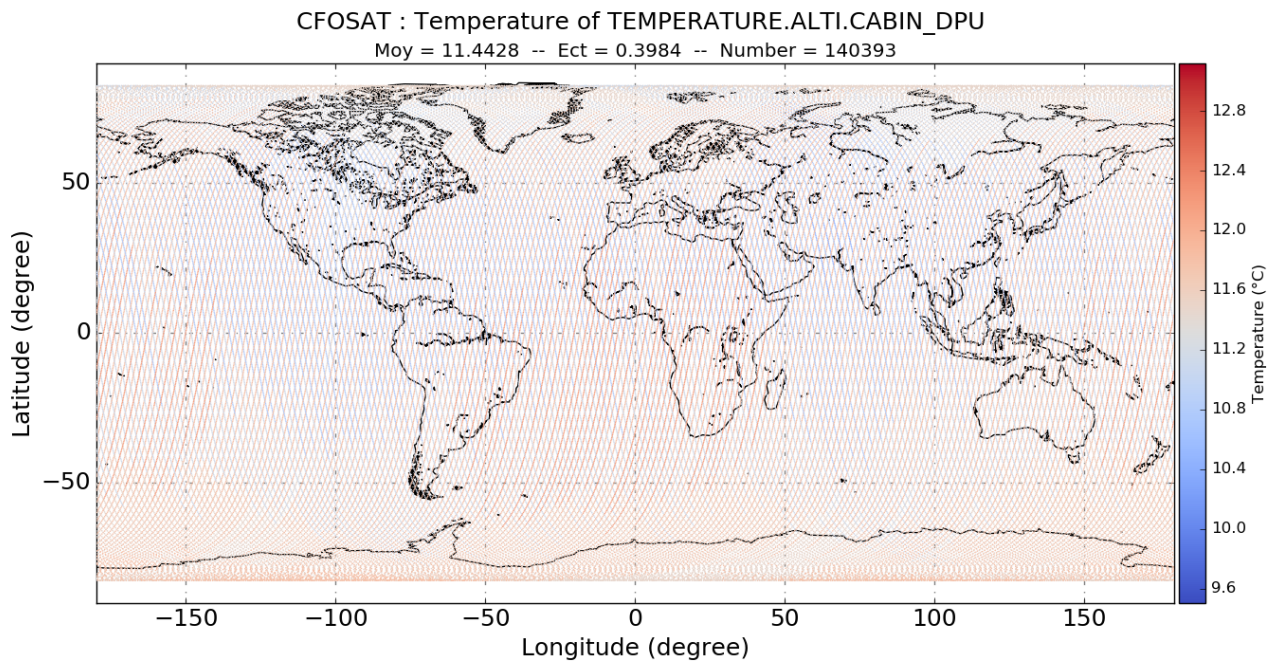 CFOSAT : Temperature of TEMPERATURE.ALTI.CABIN_DPU
Moy = 11.4428 -- Ect = 0.3984 -- Number = 140393
50
0
−50
Latitude (degree)
−150 −100 −50 0 50 100 150
Longitude (degree)
12.8
12.4
12.0
11.6
11.2
10.8
10.4
10.0
9.6
Temperature (°C)